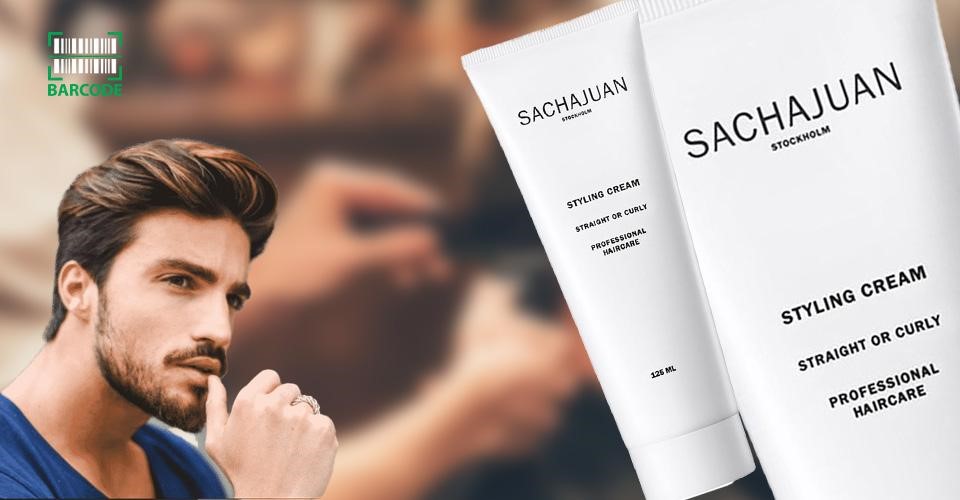 BARCODE
SACHAJUAN
STOCKHOLM
STYLING CREAM
STRAIGHT OR CURLY
PROFESSIONAL
HAIRCARE
125 ML
SACHAJUAN
STOCKHOLM
STYLING CREAM
STRAIGHT OR CURLY
PROFESSIONAL
HAIRCARE